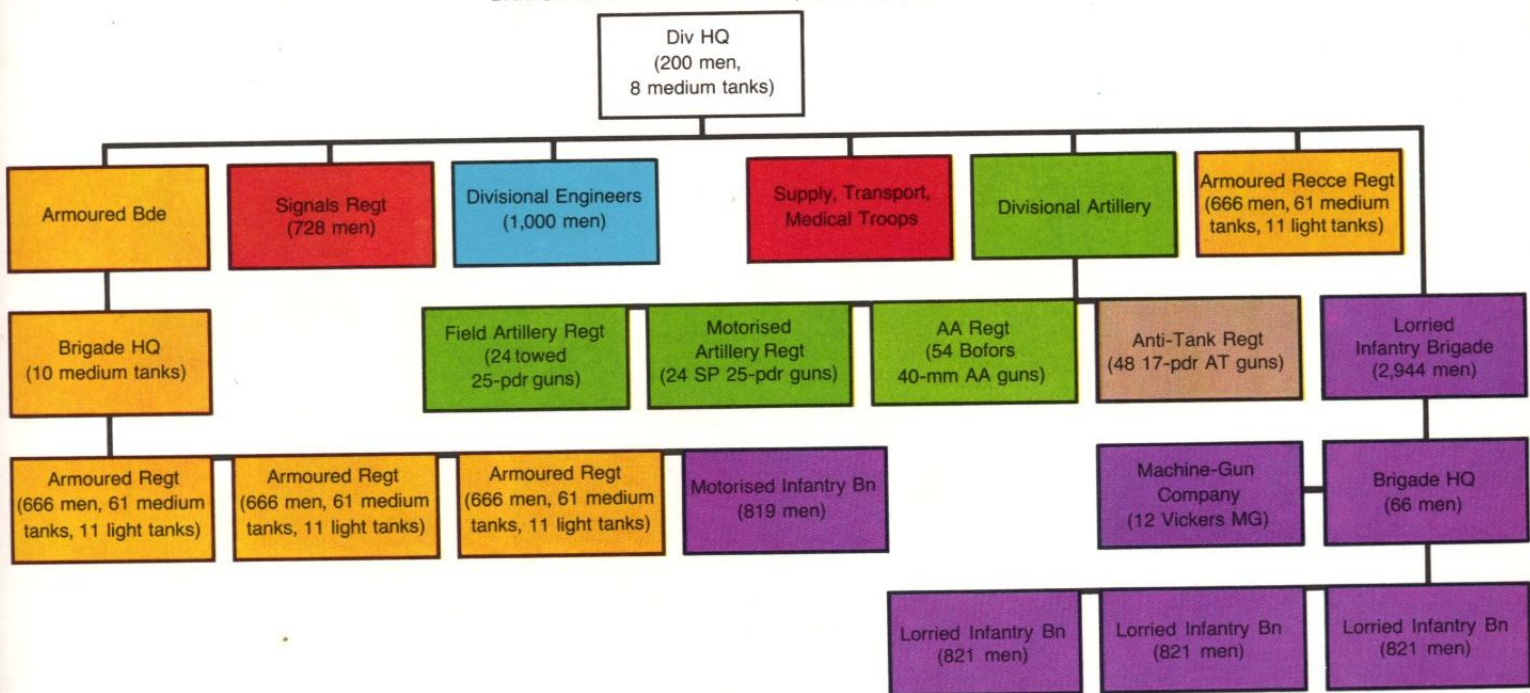 Div HQ
(200 men,
8 medium tanks)
Armoured Bde
Signals Regt
(728 men)
Divisional Engineers
(1,000 men)
Supply, Transport,
Medical Troops
Divisional Artillery
Armoured Recce Regt
(666 men, 61 medium
tanks, 11 light tanks)
Brigade HQ
(10 medium tanks)
Field Artillery Regt
(24 towed
25-pdr guns)
Motorised
Artillery Regt
(24 SP 25-pdr guns)
AA Regt
(54 Bofors
40-mm AA guns)
Anti-Tank Regt
(48 17-pdr AT guns)
Lorried
Infantry Brigade
(2,944 men)
Armoured Regt
(666 men, 61 medium
tanks, 11 light tanks)
Armoured Regt
(666 men, 61 medium
tanks, 11 light tanks)
Armoured Regt
(666 men, 61 medium
tanks, 11 light tanks)
Motorised Infantry Bn
(819 men)
Machine-Gun
Company
(12 Vickers MG)
Brigade HQ
(66 men)
Lorried Infantry Bn
(821 men)
Lorried Infantry Bn
(821 men)
Lorried Infantry Bn
(821 men)